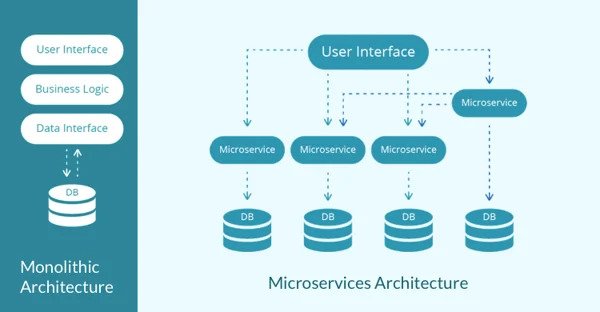 User Interface
Business Logic
Data Interface
DB
Monolithic
Architecture
User Interface
Microservice
Microservice
Microservice
Microservice
DB
DB
DB
DB
Microservices Architecture